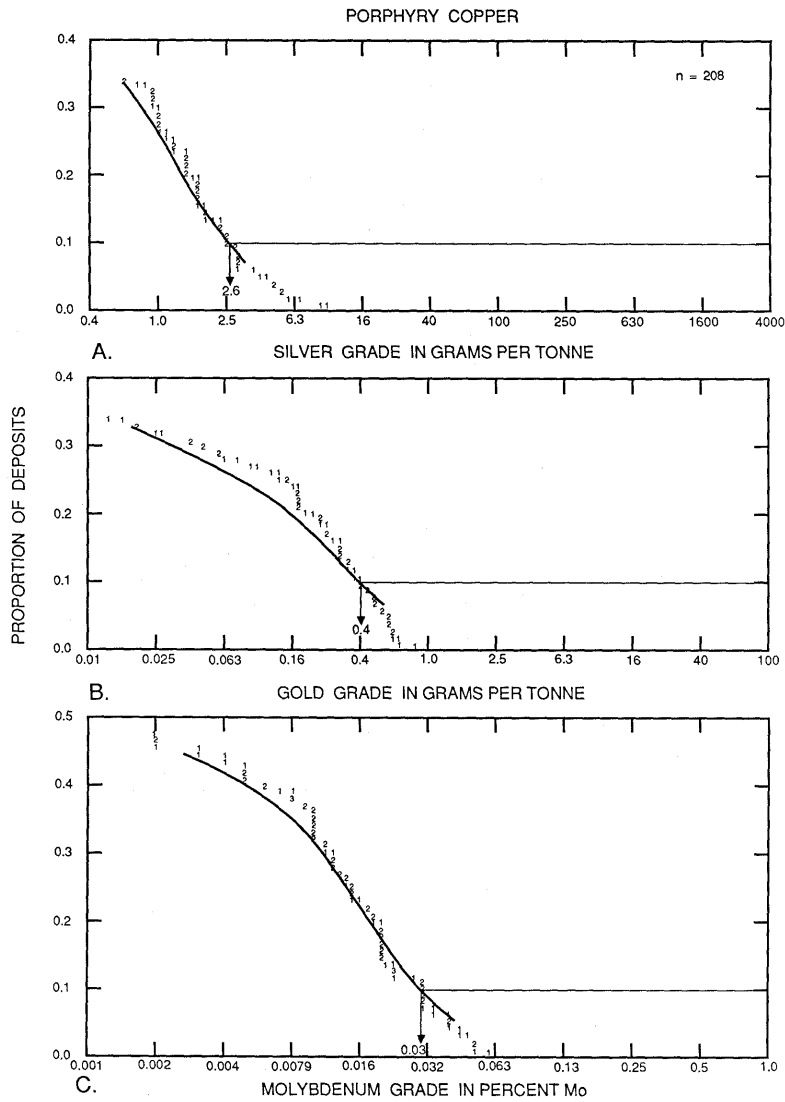 PORPHYRY COPPER
n = 208
0.4
0.3
0.2
0.1
0.0
2.6
0.4 1.0 2.5 6.3 16 40 100 250 630 1600 4000
A. SILVER GRADE IN GRAMS PER TONNE
PROPORTION OF DEPOSITS
0.4
0.3
0.2
0.1
0.0
0.4
0.01 0.025 0.063 0.16 0.4 1.0 2.5 6.3 16 40 100
B. GOLD GRADE IN GRAMS PER TONNE
0.5
0.4
0.3
0.2
0.1
0.0
0.03
0.001 0.002 0.004 0.0079 0.016 0.032 0.063 0.13 0.25 0.5 1.0
C. MOLYBDENUM GRADE IN PERCENT Mo